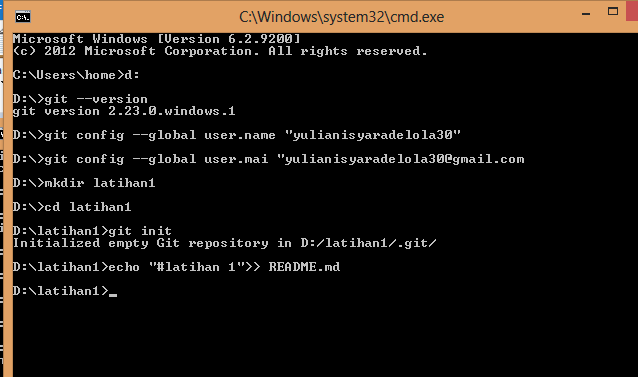 C:\Windows\system32\cmd.exe
Microsoft Windows [Version 6.2.9200]
(c) 2012 Microsoft Corporation. All rights reserved.
C:\Users\home>d:
D:\>git --version
git version 2.23.0.windows.1
D:\>git config --global user.name "yulianisyaradelola30"
D:\>git config --global user.mai "yulianisyaradelola30@gmail.com
D:\>mkdir latihan1
D:\>cd latihan1
D:\latihan1>git init
Initialized empty Git repository in D:/latihan1/.git/
D:\latihan1>echo "#latihan 1">> README.md
D:\latihan1>_